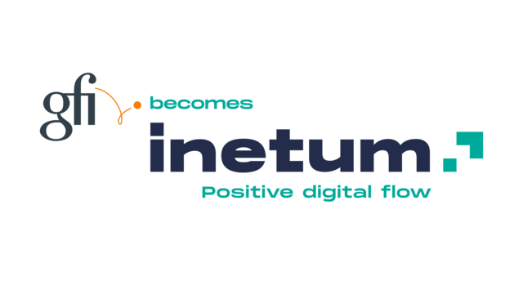 gfi becomes
inetum
Positive digital flow